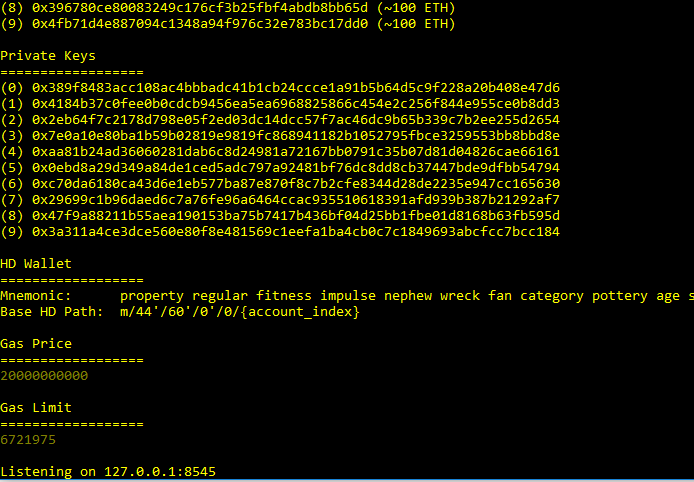 (8) 0x396780ce80083249c176cf3b25fbf4abdb8bb65d (~100 ETH)
(9) 0x4fb71d4e887094c1348a94f976c32e783bc17dd0 (~100 ETH)
Private Keys
==================
(0) 0x389f8483acc108ac4bbbadc41b1cb24ccce1a91b5b64d5c9f228a20b408e47d6
(1) 0x4184b37c0fee0b0cdcb9456ea5ea6968825866c454e2c256f844e955ce0b8dd3
(2) 0x2eb64f7c2178d798e05f2ed03dc14dcc57f7ac46dc9b65b339c7b2ee255d2654
(3) 0x7e0a10e80ba1b59b02819e9819fc868941182b1052795fbce3259553bb8bbd8e
(4) 0xaa81b24ad36060281dab6c8d24981a72167bb0791c35b07d81d04826cae66161
(5) 0x0ebd8a29d349a84de1ced5adc797a92481bf76dc8dd8cb37447bde9dfbb54794
(6) 0xc70da6180ca43d6e1eb577ba87e870f8c7b2cfe8344d28de2235e947cc165630
(7) 0x29699c1b96daed6c7a76fe96a6464ccac935510618391afd939b387b21292af7
(8) 0x47f9a88211b55aea190153ba75b7417b436bf04d25bb1fbe01d8168b63fb595d
(9) 0x3a311a4ce3dce560e80f8e481569c1eefa1ba4cb0c7c1849693abcfcc7bcc184
HD Wallet
==================
Mnemonic:      property regular fitness impulse nephew wreck fan category pottery age s
Base HD Path:  m/44'/60'/0'/0/{account_index}
Gas Price
==================
20000000000
Gas Limit
==================
6721975
Listening on 127.0.0.1:8545